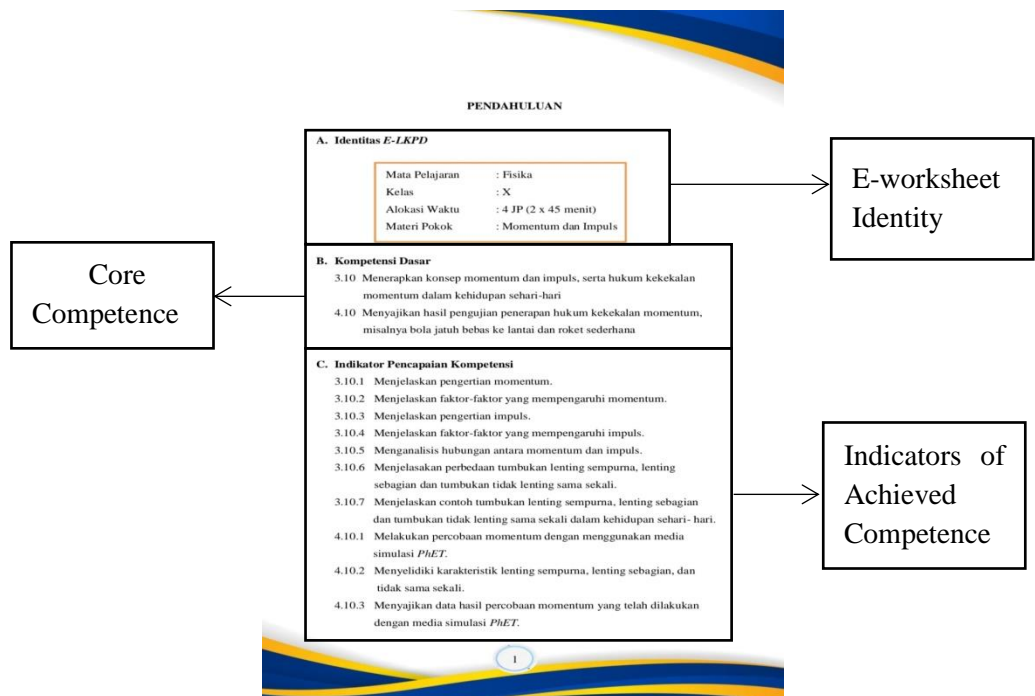 PENDAHULUAN
A. Identitas E-LKPD
Mata Pelajaran : Fisika
Kelas : X
Alokasi Waktu : 4 JP (2 x 45 menit)
Materi Pokok : Momentum dan Impuls
E-worksheet
Identity
Core
Competence
B. Kompetensi Dasar
3.10 Menerapkan konsep momentum dan impuls, serta hukum kekekalan
momentum dalam kehidupan sehari-hari
4.10 Menyajikan hasil pengujian penerapan hukum kekekalan momentum,
misalnya bola jatuh bebas ke lantai dan roket sederhana
C. Indikator Pencapaian Kompetensi
3.10.1 Menjelaskan pengertian momentum.
3.10.2 Menjelaskan faktor-faktor yang mempengaruhi momentum.
3.10.3 Menjelaskan pengertian impuls.
3.10.4 Menjelaskan faktor-faktor yang mempengaruhi impuls.
3.10.5 Menganalisis hubungan antara momentum dan impuls.
3.10.6 Menjelasakan perbedaan tumbukan lenting sempurna, lenting
sebagian dan tumbukan tidak lenting sama sekali.
3.10.7 Menjelaskan contoh tumbukan lenting sempurna, lenting sebagian
dan tumbukan tidak lenting sama sekali dalam kehidupan sehari- hari.
4.10.1 Melakukan percobaan momentum dengan menggunakan media
simulasi PhET.
4.10.2 Menyelidiki karakteristik lenting sempurna, lenting sebagian, dan
tidak sama sekali.
4.10.3 Menyajikan data hasil percobaan momentum yang telah dilakukan
dengan media simulasi PhET.
Indicators of
Achieved
Competence
1